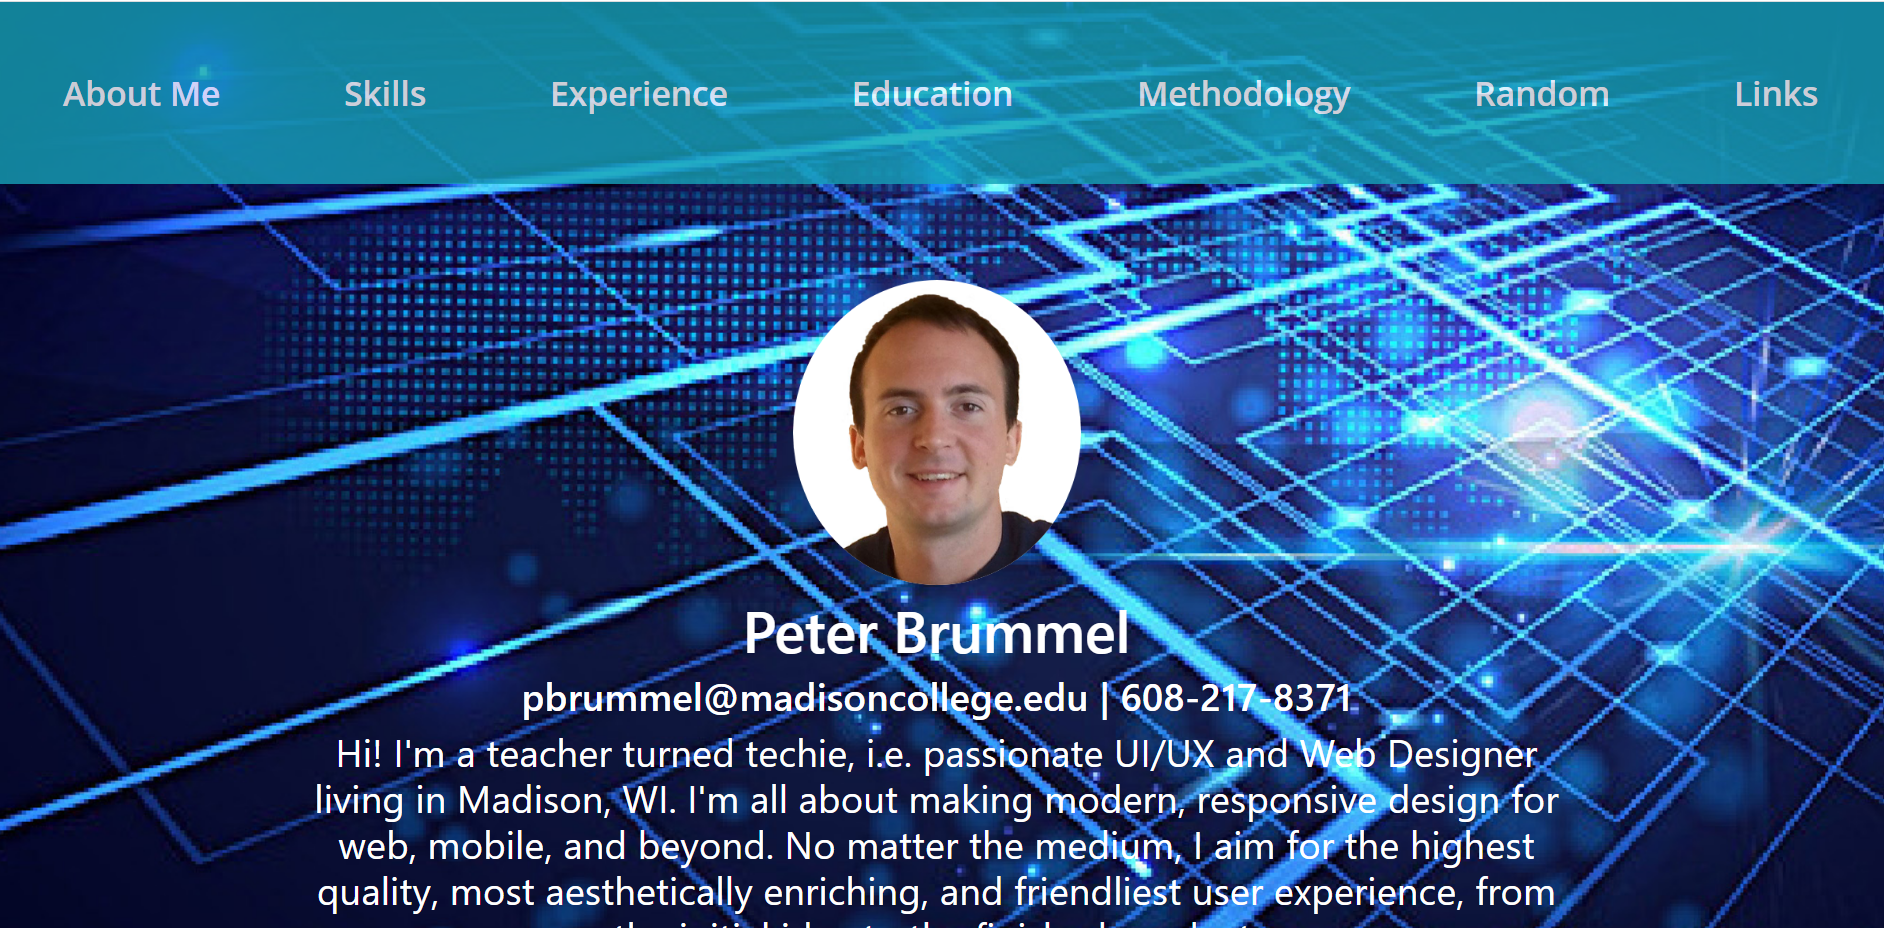 About Me Skills Experience Education Methodology Random Links
Peter Brummel
pbrummel@madisoncollege.edu | 608-217-8371
Hi! I'm a teacher turned techie, i.e. passionate UI/UX and Web Designer
living in Madison, WI. I'm all about making modern, responsive design for
web, mobile, and beyond. No matter the medium, I aim for the highest
quality, most aesthetically enriching, and friendliest user experience, from